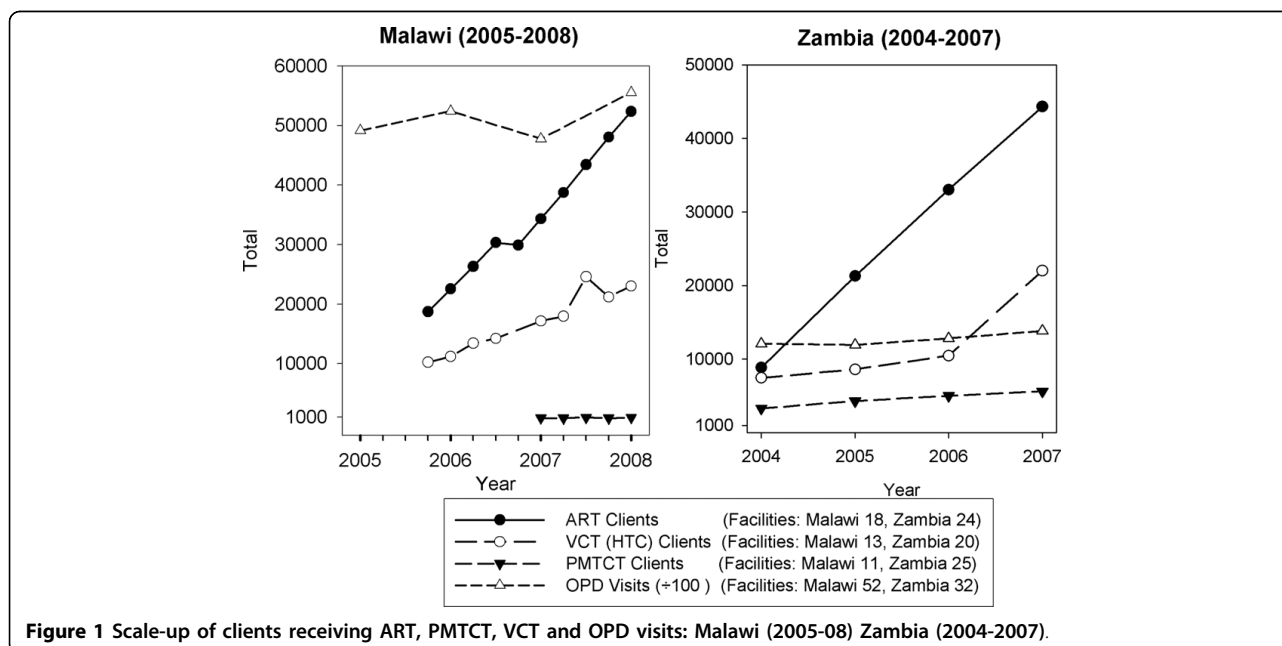 Malawi (2005-2008)
60000
50000
40000
30000
20000
10000
1000
Total
2005
2006
2007
2008
Year
Zambia (2004-2007)
50000
40000
30000
20000
10000
1000
Total
2004
2005
2006
2007
Year
ART Clients (Facilities: Malawi 18, Zambia 24)
VCT (HTC) Clients (Facilities: Malawi 13, Zambia 20)
PMTCT Clients (Facilities: Malawi 11, Zambia 25)
OPD Visits (÷100 ) (Facilities: Malawi 52, Zambia 32)
Figure 1 Scale-up of clients receiving ART, PMTCT, VCT and OPD visits: Malawi (2005-08) Zambia (2004-2007).